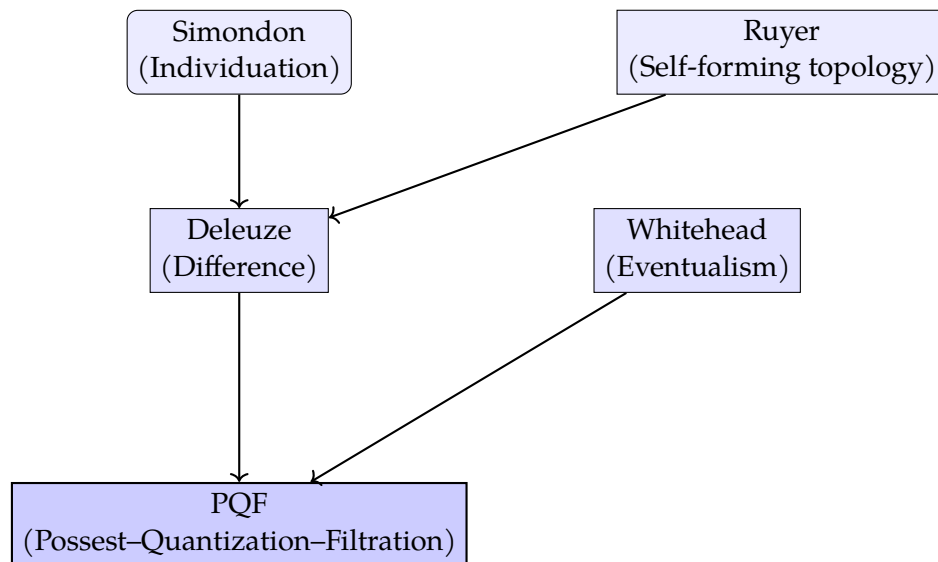 Simondon
(Individuation)
Ruyer
(Self-forming topology)
Deleuze
(Difference)
Whitehead
(Eventualism)
PQF
(Possest–Quantization–Filtration)